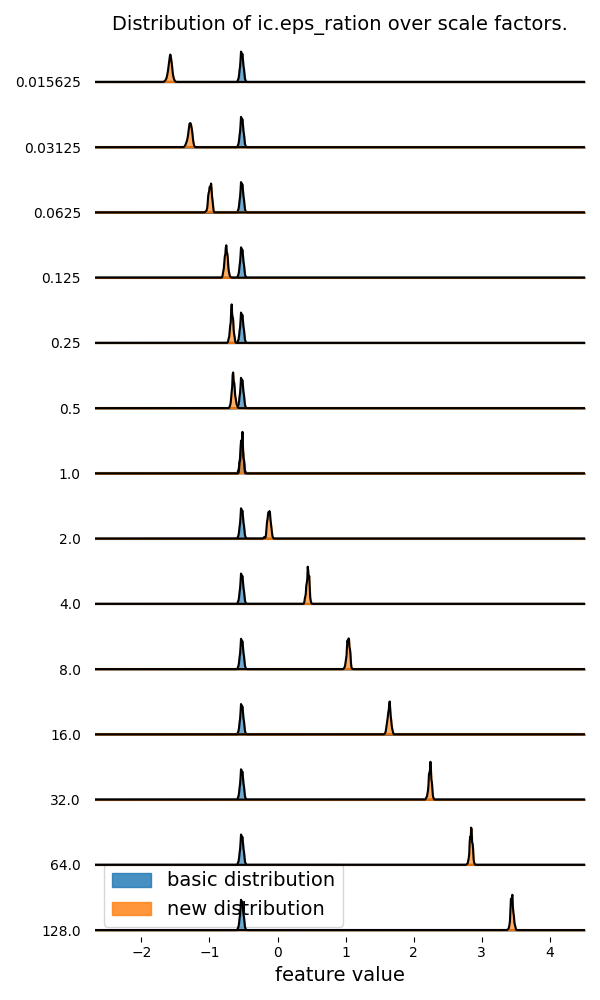 Distribution of ic.eps_ration over scale factors.
0.015625
0.03125
0.0625
0.125
0.25
0.5
1.0
2.0
4.0
8.0
16.0
32.0
64.0
basic distribution
new distribution
128.0
−2 −1 0 1 2 3 4
feature value